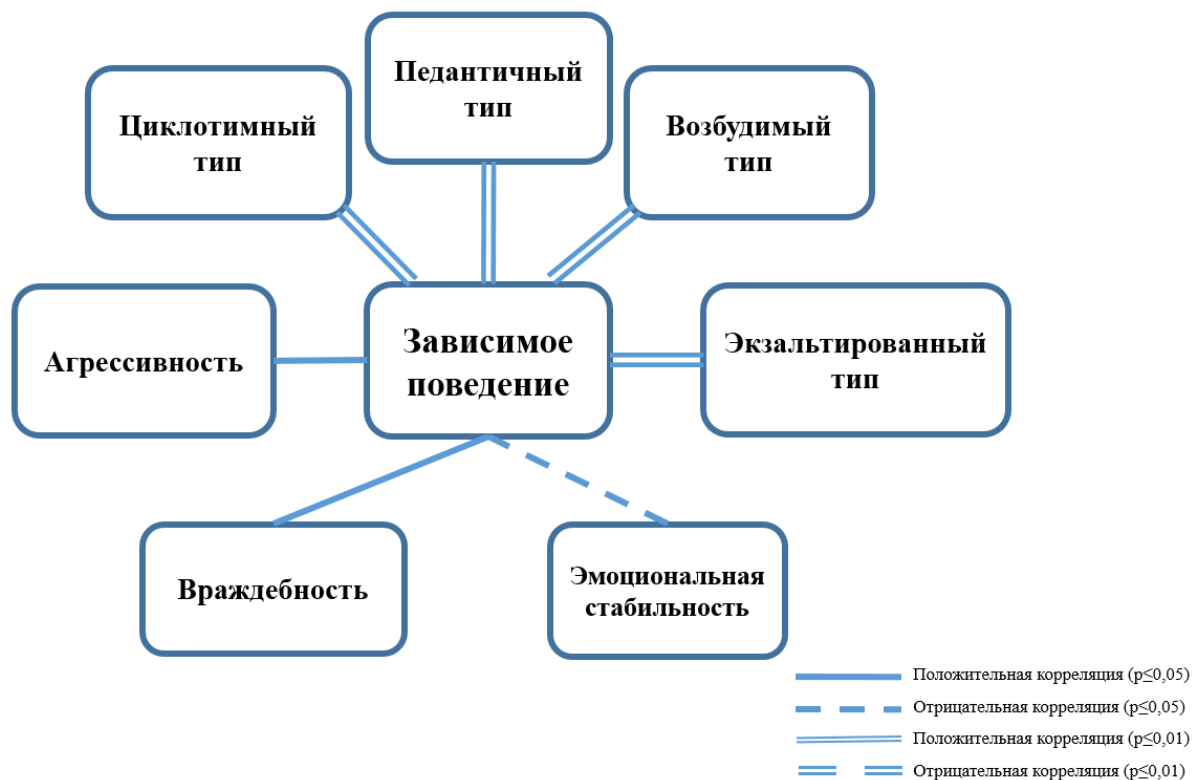 Педантичный
тип
Циклотимный
тип
Возбудимый
тип
Агрессивность
Зависимое
поведение
Экзальтированный
тип
Враждебность
Эмоциональная
стабильность
Положительная корреляция (p≤0,05)
Отрицательная корреляция (p≤0,05)
Положительная корреляция (p≤0,01)
Отрицательная корреляция (p≤0,01)